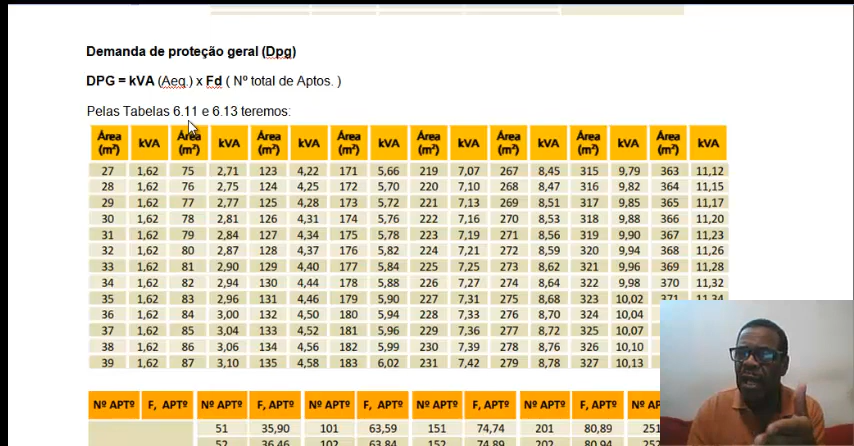 Demanda de proteção geral (Dpg)
DPG = kVA (Aeq.) x Fd ( Nº total de Aptos. )
Pelas Tabelas 6.11 e 6.13 teremos:
Área (m²) kVA Área (m²) kVA Área (m²) kVA Área (m²) kVA Área (m²) kVA Área (m²) kVA Área (m²) kVA Área (m²) kVA
27 1,62 75 2,71 123 4,22 171 5,66 219 7,07 267 8,45 315 9,79 363 11,12
28 1,62 76 2,75 124 4,25 172 5,70 220 7,10 268 8,47 316 9,82 364 11,15
29 1,62 77 2,77 125 4,28 173 5,72 221 7,13 269 8,51 317 9,85 365 11,17
30 1,62 78 2,81 126 4,31 174 5,76 222 7,16 270 8,53 318 9,88 366 11,20
31 1,62 79 2,84 127 4,34 175 5,78 223 7,19 271 8,56 319 9,90 367 11,23
32 1,62 80 2,87 128 4,37 176 5,82 224 7,21 272 8,59 320 9,94 368 11,26
33 1,62 81 2,90 129 4,40 177 5,84 225 7,25 273 8,62 321 9,96 369 11,28
34 1,62 82 2,94 130 4,44 178 5,88 226 7,27 274 8,64 322 9,98 370 11,32
35 1,62 83 2,96 131 4,46 179 5,90 227 7,31 275 8,68 323 10,02 371 11,34
36 1,62 84 3,00 132 4,50 180 5,94 228 7,33 276 8,70 324 10,04
37 1,62 85 3,04 133 4,52 181 5,96 229 7,36 277 8,72 325 10,07
38 1,62 86 3,06 134 4,56 182 5,99 230 7,39 278 8,76 326 10,10
39 1,62 87 3,10 135 4,58 183 6,02 231 7,42 279 8,78 327 10,13
Nº APTº F, APTº Nº APTº F, APTº Nº APTº F, APTº Nº APTº F, APTº Nº APTº F, APTº Nº AP
51 35,90 101 63,59 151 74,74 201 80,89 251
52 36,46 102 63,84 152 74,89 202 80,94 252